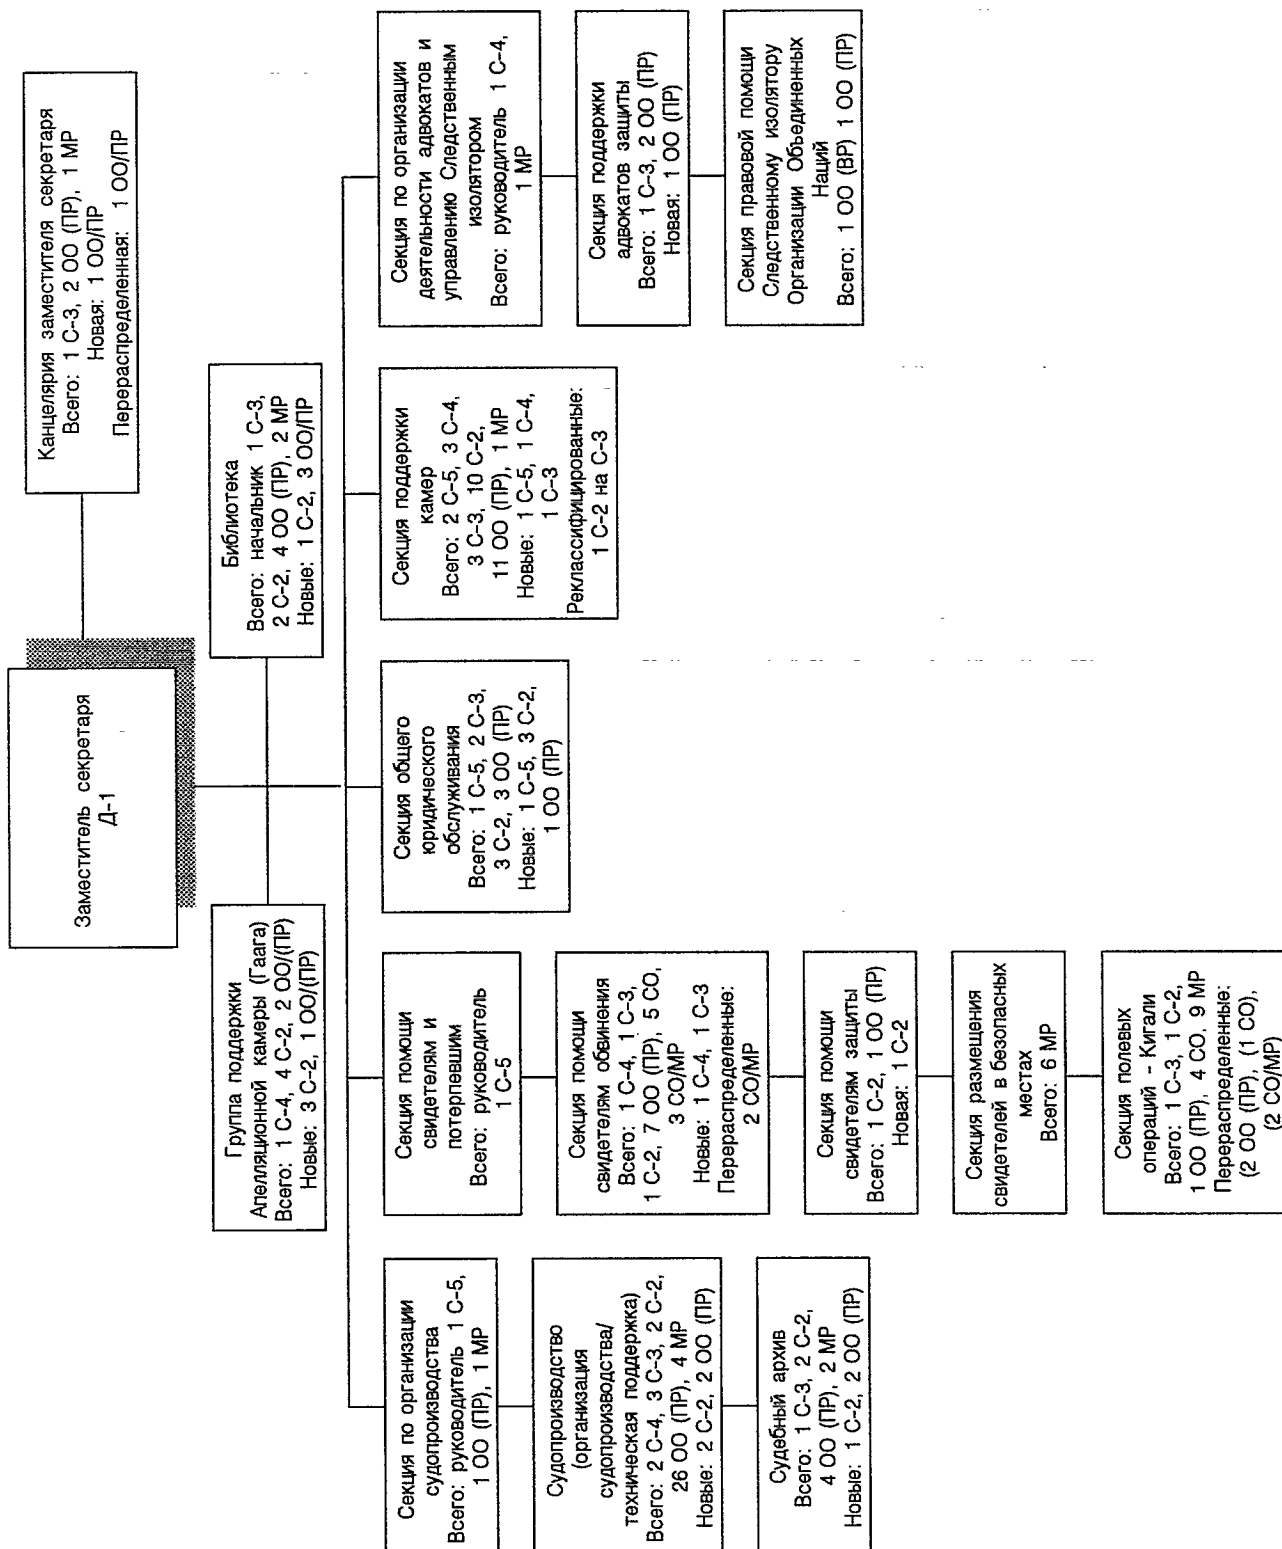 Заместитель секретаря
Д-1
Канцелярия заместителя секретаря
Всего: 1 С-3, 2 ОО (ПР), 1 МР
Новая: 1 ОО/ПР
Перераспределенная: 1 ОО/ПР
Группа поддержки
Апелляционной камеры (Гаага)
Всего: 1 С-4, 4 С-2, 2 ОО/(ПР)
Новые: 3 С-2, 1 ОО/(ПР)
Библиотека
Всего: начальник 1 С-3,
2 С-2, 4 ОО (ПР), 2 МР
Новые: 1 С-2, 3 ОО/ПР
Секция по организации
судопроизводства
Всего: руководитель 1 С-5,
1 ОО (ПР), 1 МР
Судопроизводство
(организация
судопроизводства/
техническая поддержка)
Всего: 2 С-4, 3 С-3, 2 С-2,
26 ОО (ПР), 4 МР
Новые: 2 С-2, 2 ОО (ПР)
Судебный архив
Всего: 1 С-3, 2 С-2,
4 ОО (ПР), 2 МР
Новые: 1 С-2, 2 ОО (ПР)
Секция помощи
свидетелям и
потерпевшим
Всего: руководитель
1 С-5
Секция помощи
свидетелям обвинения
Всего: 1 С-4, 1 С-3,
1 С-2, 7 ОО (ПР), 5 СО,
3 СО/МР
Новые: 1 С-4, 1 С-3
Перераспределенные:
2 СО/МР
Секция помощи
свидетелям защиты
Всего: 1 С-2, 1 ОО (ПР)
Новая: 1 С-2
Секция размещения
свидетелей в безопасных
местах
Всего: 6 МР
Секция полевых
операций - Кигали
Всего: 1 С-3, 1 С-2,
1 ОО (ПР), 4 СО, 9 МР
Перераспределенные:
(2 ОО (ПР), (1 СО),
(2 СО/МР)
Секция общего
юридического
обслуживания
Всего: 1 С-5, 2 С-3,
3 С-2, 3 ОО (ПР)
Новые: 1 С-5, 3 С-2,
1 ОО (ПР)
Секция поддержки
камер
Всего: 2 С-5, 3 С-4,
3 С-3, 10 С-2,
11 ОО (ПР), 1 МР
Новые: 1 С-5, 1 С-4,
1 С-3
Реклассифицированные:
1 С-2 на С-3
Секция по организации
деятельности адвокатов и
управлению Следственным
изолятором
Всего: руководитель 1 С-4,
1 МР
Секция поддержки
адвокатов защиты
Всего: 1 С-3, 2 ОО (ПР)
Новая: 1 ОО (ПР)
Секция правовой помощи
Следственному изолятору
Организации Объединенных
Наций
Всего: 1 ОО (ВР) 1 ОО (ПР)